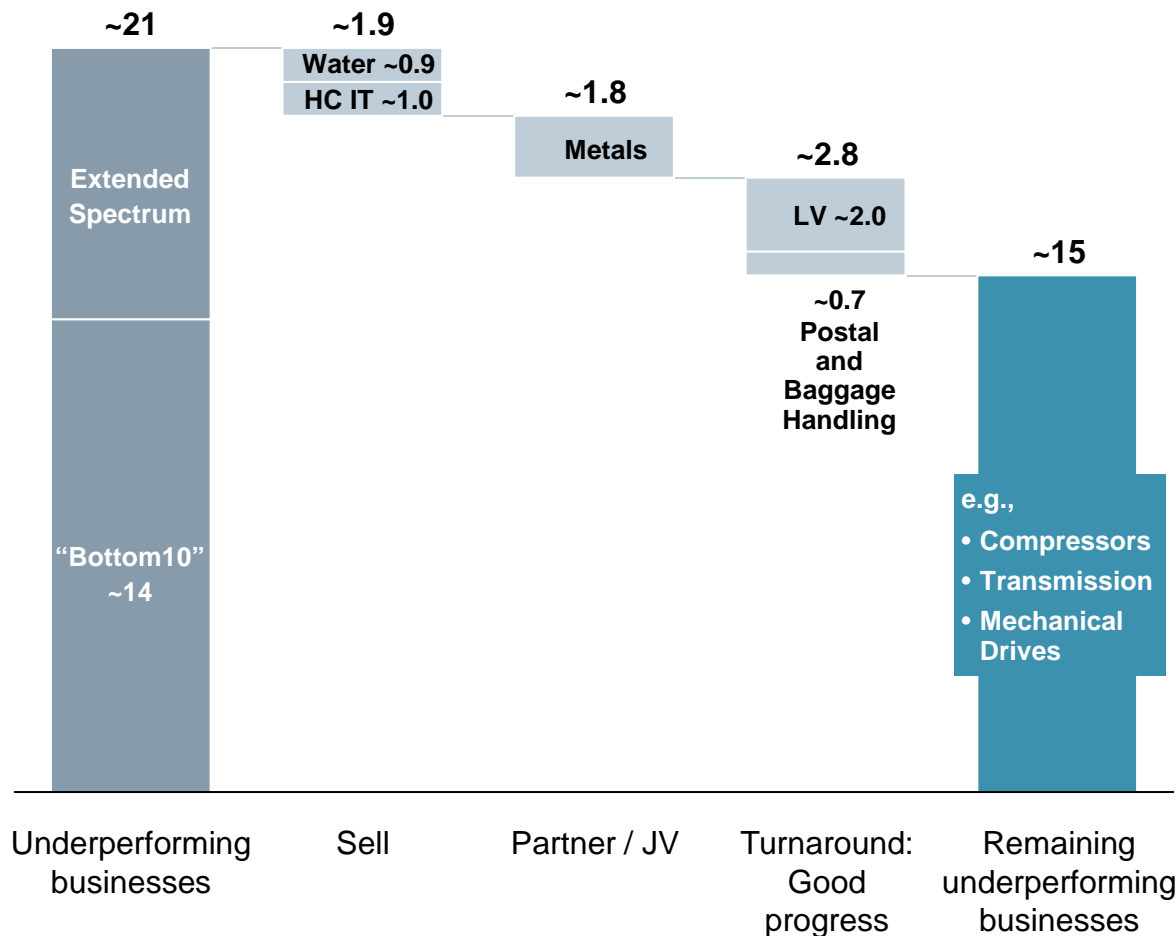 ~21
Extended
Spectrum
“Bottom10”
~14
~1.9
Water ~0.9
HC IT ~1.0
~1.8
Metals
~2.8
LV ~2.0
~0.7
Postal
and
Baggage
Handling
~15
e.g.,
• Compressors
• Transmission
• Mechanical
Drives
Underperforming
businesses
Sell
Partner / JV
Turnaround:
Good
progress
Remaining
underperforming
businesses